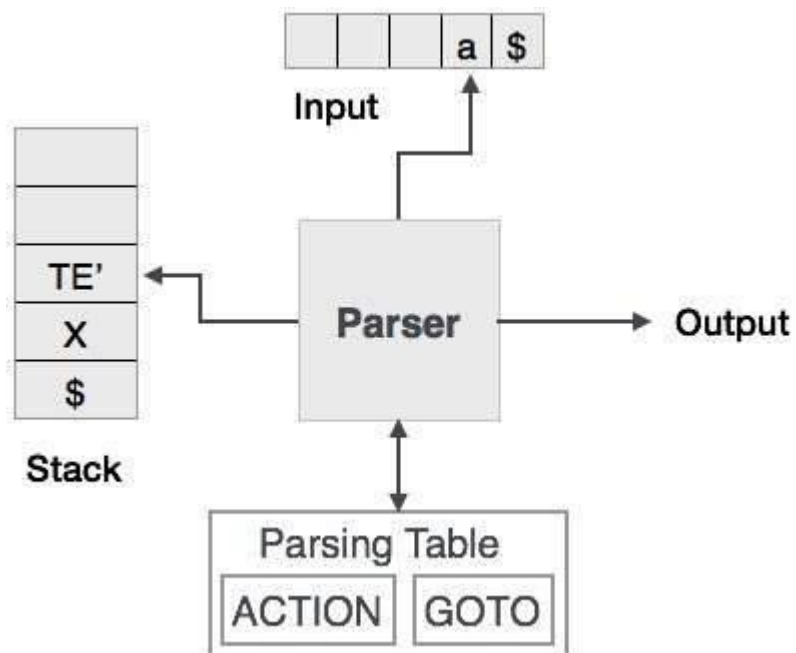 a $
Input
TE’
X
$
Stack
Parser
Output
Parsing Table
ACTION GOTO